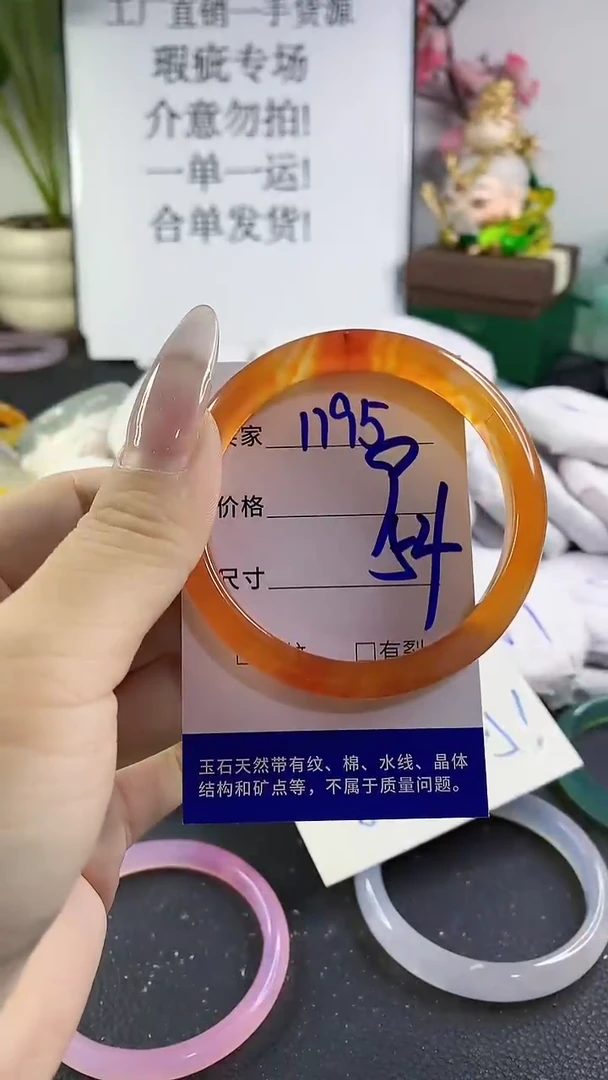 工厂直销一手货源
瑕疵专场
介意勿拍!
一单一运!
合单发货!
家 1195
价格
尺寸 54
□有裂
玉石天然带有纹、棉、水线、晶体
结构和矿点等，不属于质量问题。